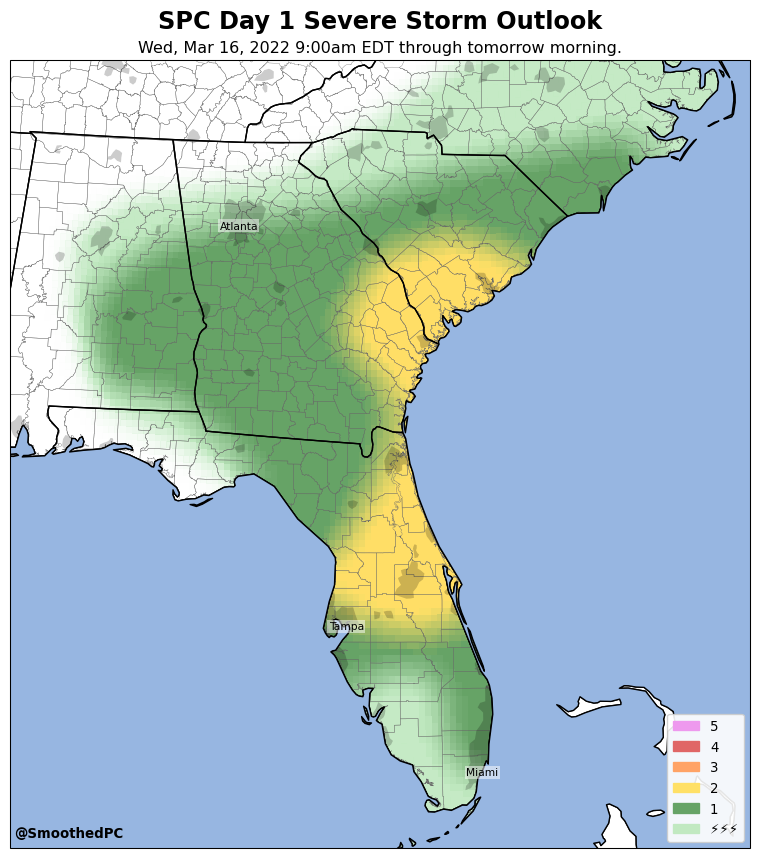 SPC Day 1 Severe Storm Outlook
Wed, Mar 16, 2022 9:00am EDT through tomorrow morning.
Atlanta
Tampa
Miami
5
4
3
2
1
⚡⚡⚡
@SmoothedPC